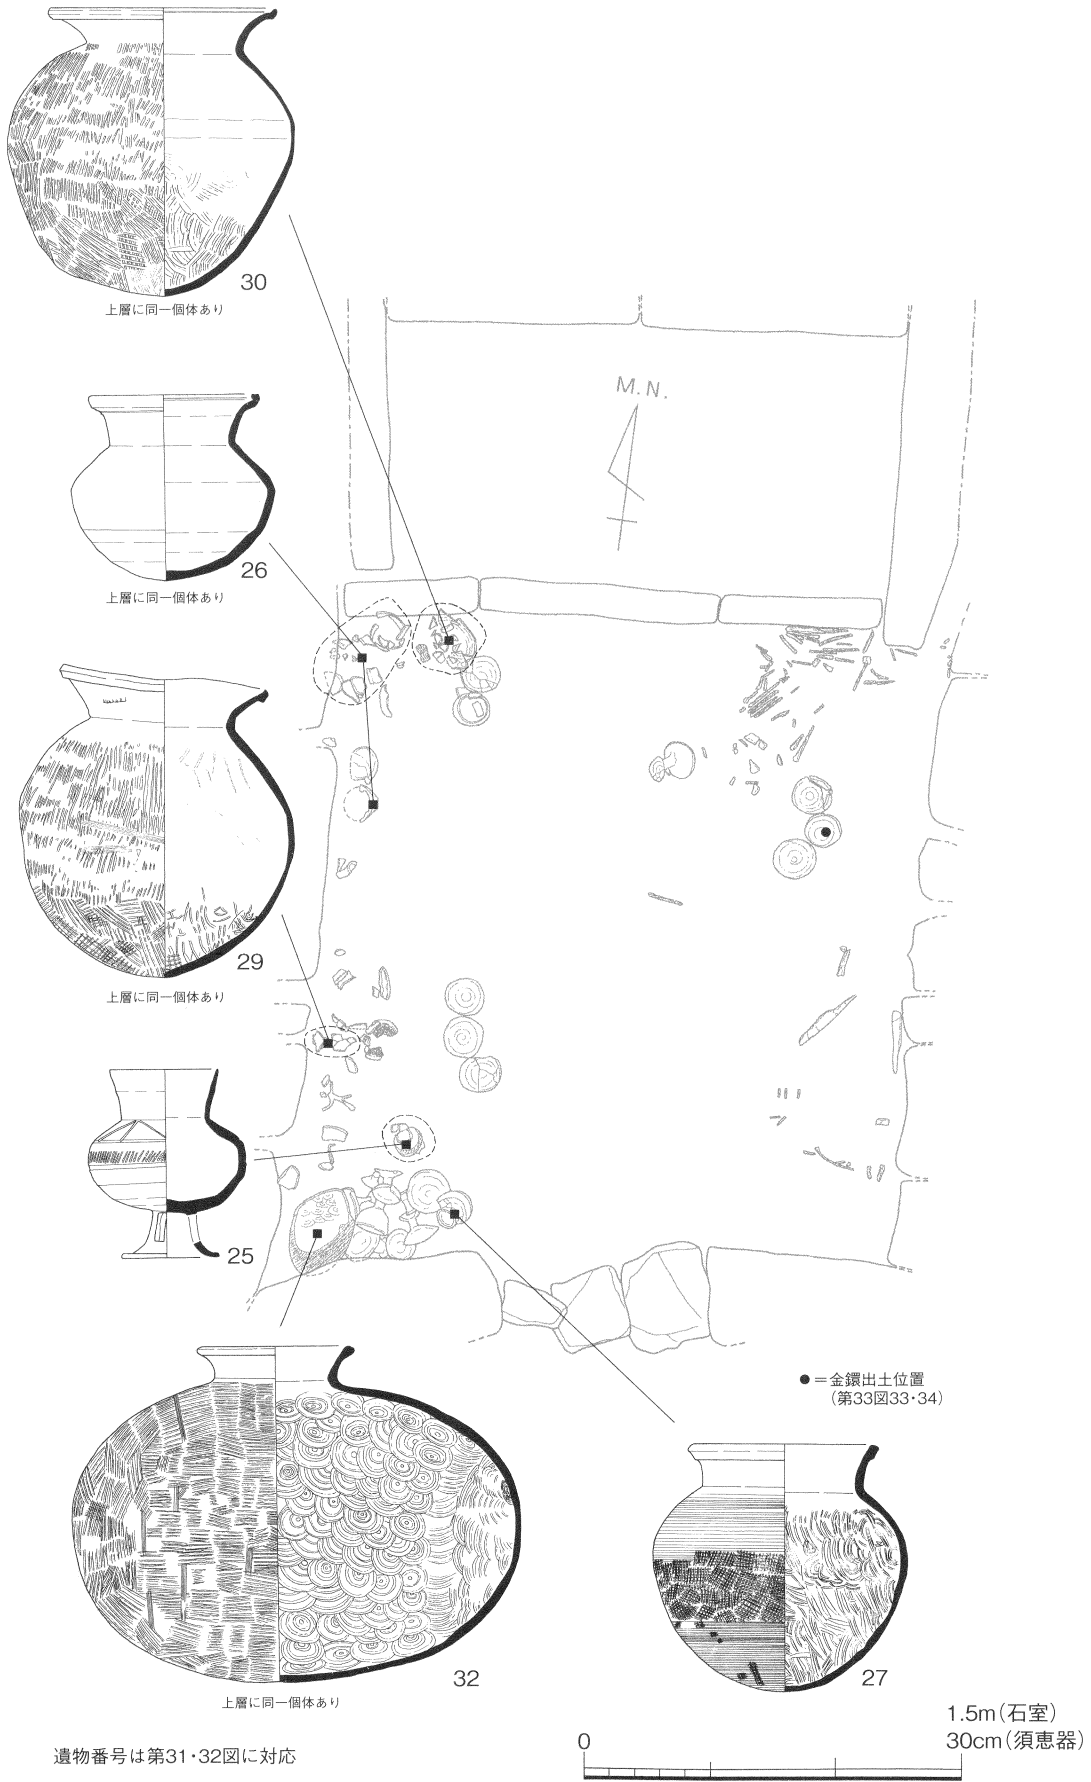 30
上層に同一個体あり
M.N.
26
上層に同一個体あり
29
上層に同一個体あり
25
●=金鐶出土位置
(第33図33・34)
32
上層に同一個体あり
27
1.5m(石室)
0 30cm(須恵器)
遺物番号は第31・32図に対応